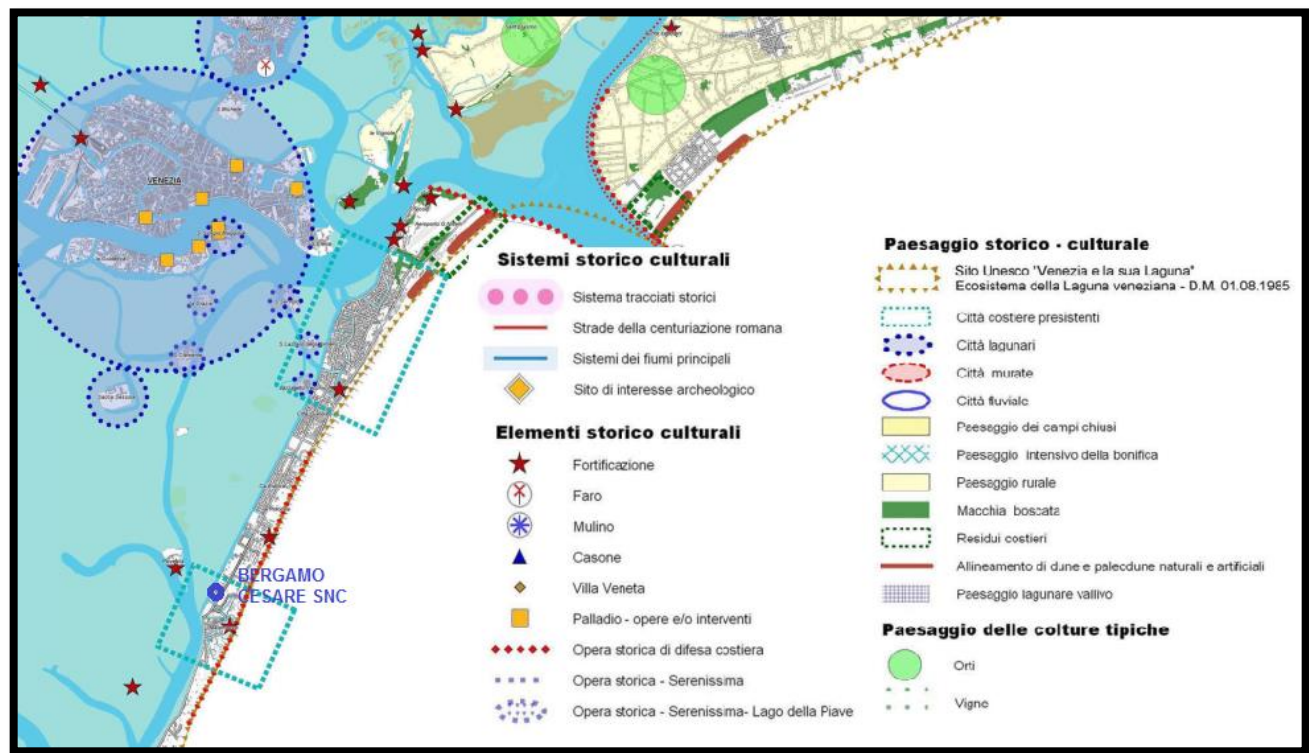 VENEZIA
BERGAMO
CESARE SNC
Sistemi storico culturali
Sistema tracciati storici
Strade della centuriazione romana
Sistemi dei fiumi principali
Sito di interesse archeologico
Elementi storico culturali
Fortificazione
Faro
Mulino
Casone
Villa Veneta
Palladio - opere e/o interventi
Opera storica di difesa costiera
Opera storica - Serenissima
Opera storica - Serenissima- Lago della Piave
Paesaggio storico - culturale
Sito Unesco "Venezia e la sua Laguna"
Ecosistema della Laguna veneziana - D.M. 01.08.1985
Città costiere presistenti
Città lagunari
Città murate
Città fluviale
Paesaggio dei campi chiusi
Paesaggio intensivo della bonifica
Paesaggio rurale
Macchia boscata
Residui costieri
Allineamento di dune e paleodune naturali e artificiali
Paesaggio lagunare vallivo
Paesaggio delle colture tipiche
Orti
Vigne